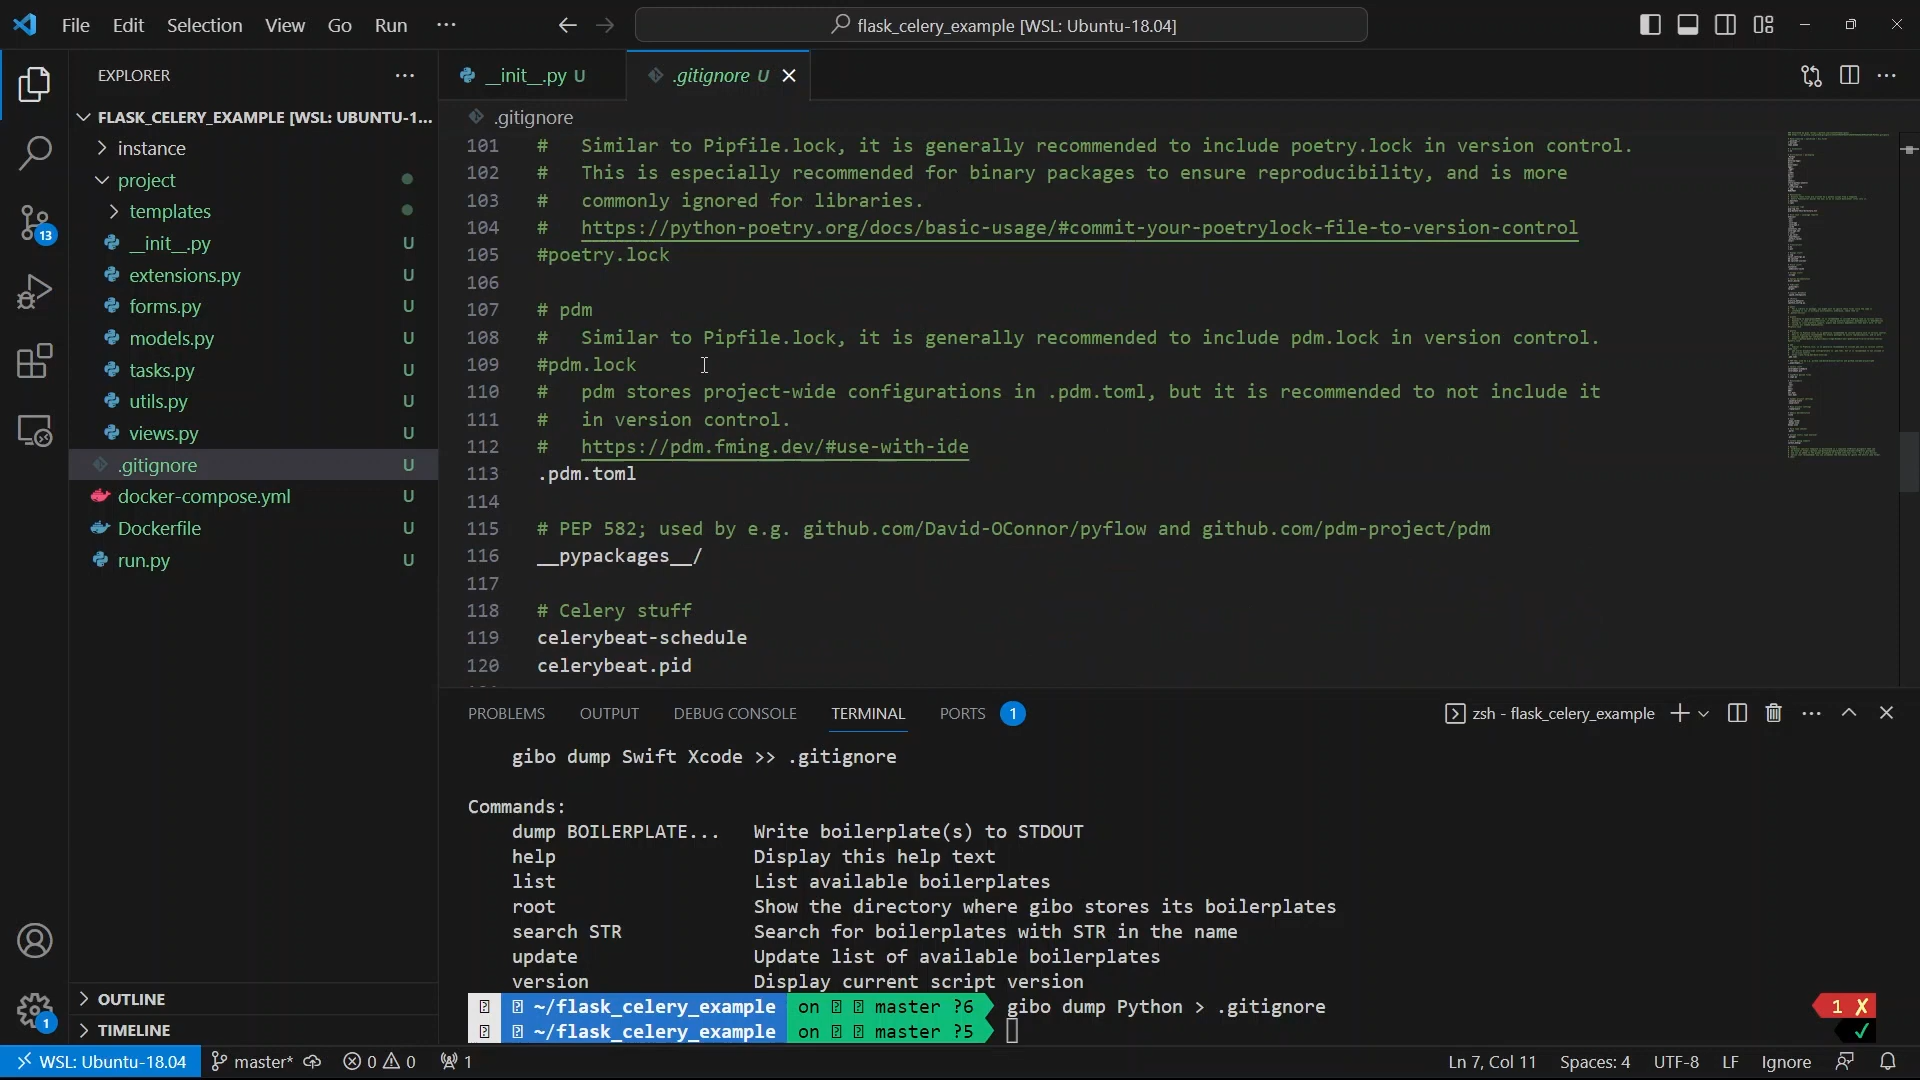 File Edit Selection View Go Run ···
flask_celery_example [WSL: Ubuntu-18.04]
EXPLORER
FLASK_CELERY_EXAMPLE [WSL: UBUNTU-1...
instance
project
templates
__init__.py U
extensions.py U
forms.py U
models.py U
tasks.py U
utils.py U
views.py U
.gitignore U
docker-compose.yml U
Dockerfile U
run.py U
OUTLINE
TIMELINE
13
1
__init__.py U
.gitignore U
.gitignore
101 #   Similar to Pipfile.lock, it is generally recommended to include poetry.lock in version control.
102 #   This is especially recommended for binary packages to ensure reproducibility, and is more
103 #   commonly ignored for libraries.
104 #   https://python-poetry.org/docs/basic-usage/#commit-your-poetrylock-file-to-version-control
105 #poetry.lock
106
107 # pdm
108 #   Similar to Pipfile.lock, it is generally recommended to include pdm.lock in version control.
109 #pdm.lock
110 #   pdm stores project-wide configurations in .pdm.toml, but it is recommended to not include it
111 #   in version control.
112 #   https://pdm.fming.dev/#use-with-ide
113 .pdm.toml
114
115 # PEP 582; used by e.g. github.com/David-OConnor/pyflow and github.com/pdm-project/pdm
116 __pypackages__/
117
118 # Celery stuff
119 celerybeat-schedule
120 celerybeat.pid
PROBLEMS OUTPUT DEBUG CONSOLE TERMINAL PORTS 1
zsh - flask_celery_example
gibo dump Swift Xcode >> .gitignore
Commands:
dump BOILERPLATE... Write boilerplate(s) to STDOUT
help Display this help text
list List available boilerplates
root Show the directory where gibo stores its boilerplates
search STR Search for boilerplates with STR in the name
update Update list of available boilerplates
version Display current script version
~/flask_celery_example on master ?6 gibo dump Python > .gitignore 1 ✗
~/flask_celery_example on master ?5 ✓
WSL: Ubuntu-18.04 master* 0 0 1 Ln 7, Col 11 Spaces: 4 UTF-8 LF Ignore